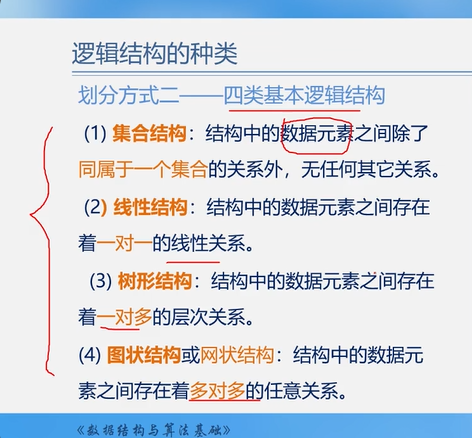 逻辑结构的种类
划分方式二——四类基本逻辑结构
(1) 集合结构：结构中的数据元素之间除了
同属于一个集合的关系外，无任何其它关系。
(2) 线性结构：结构中的数据元素之间存在
着一对一的线性关系。
(3) 树形结构：结构中的数据元素之间存在
着一对多的层次关系。
(4) 图状结构或网状结构：结构中的数据元
素之间存在着多对多的任意关系。
《数据结构与算法基础》